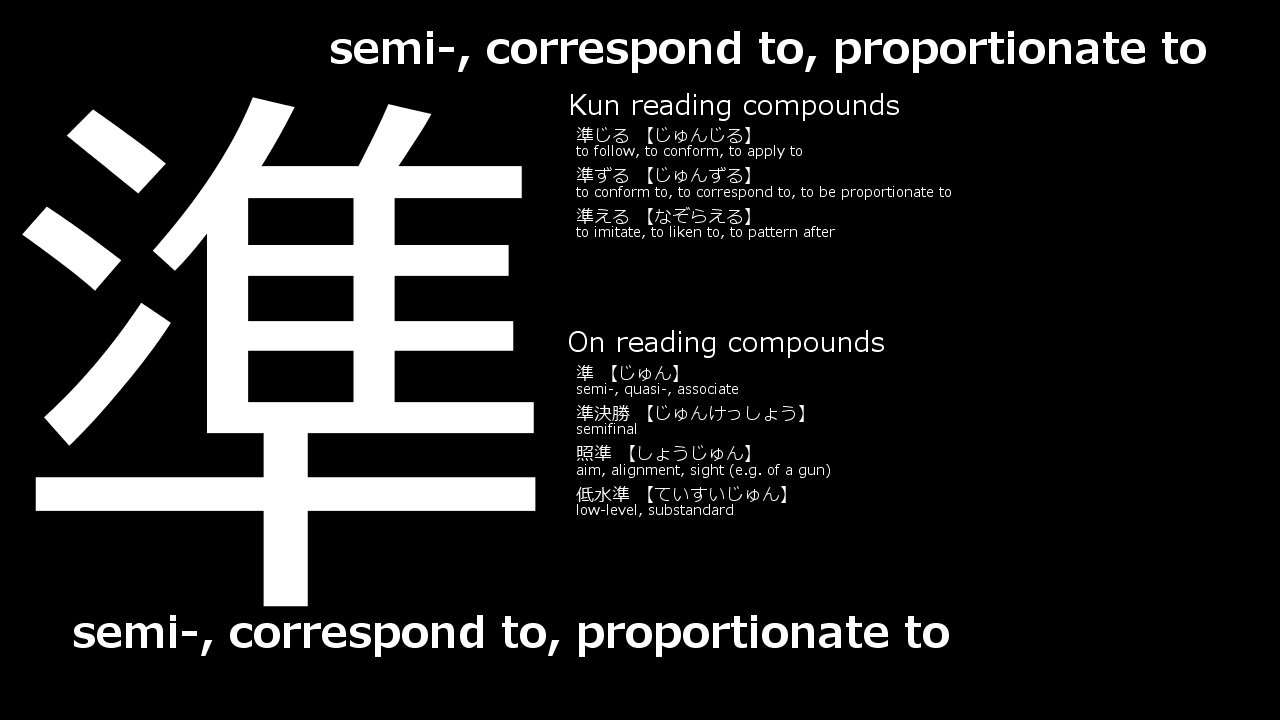 semi-, correspond to, proportionate to
準
Kun reading compounds
準じる 【じゅんじる】
to follow, to conform, to apply to
準ずる 【じゅんずる】
to conform to, to correspond to, to be proportionate to
準える 【なぞらえる】
to imitate, to liken to, to pattern after
On reading compounds
準 【じゅん】
semi-, quasi-, associate
準決勝 【じゅんけっしょう】
semifinal
照準 【しょうじゅん】
aim, alignment, sight (e.g. of a gun)
低水準 【ていすいじゅん】
low-level, substandard
semi-, correspond to, proportionate to